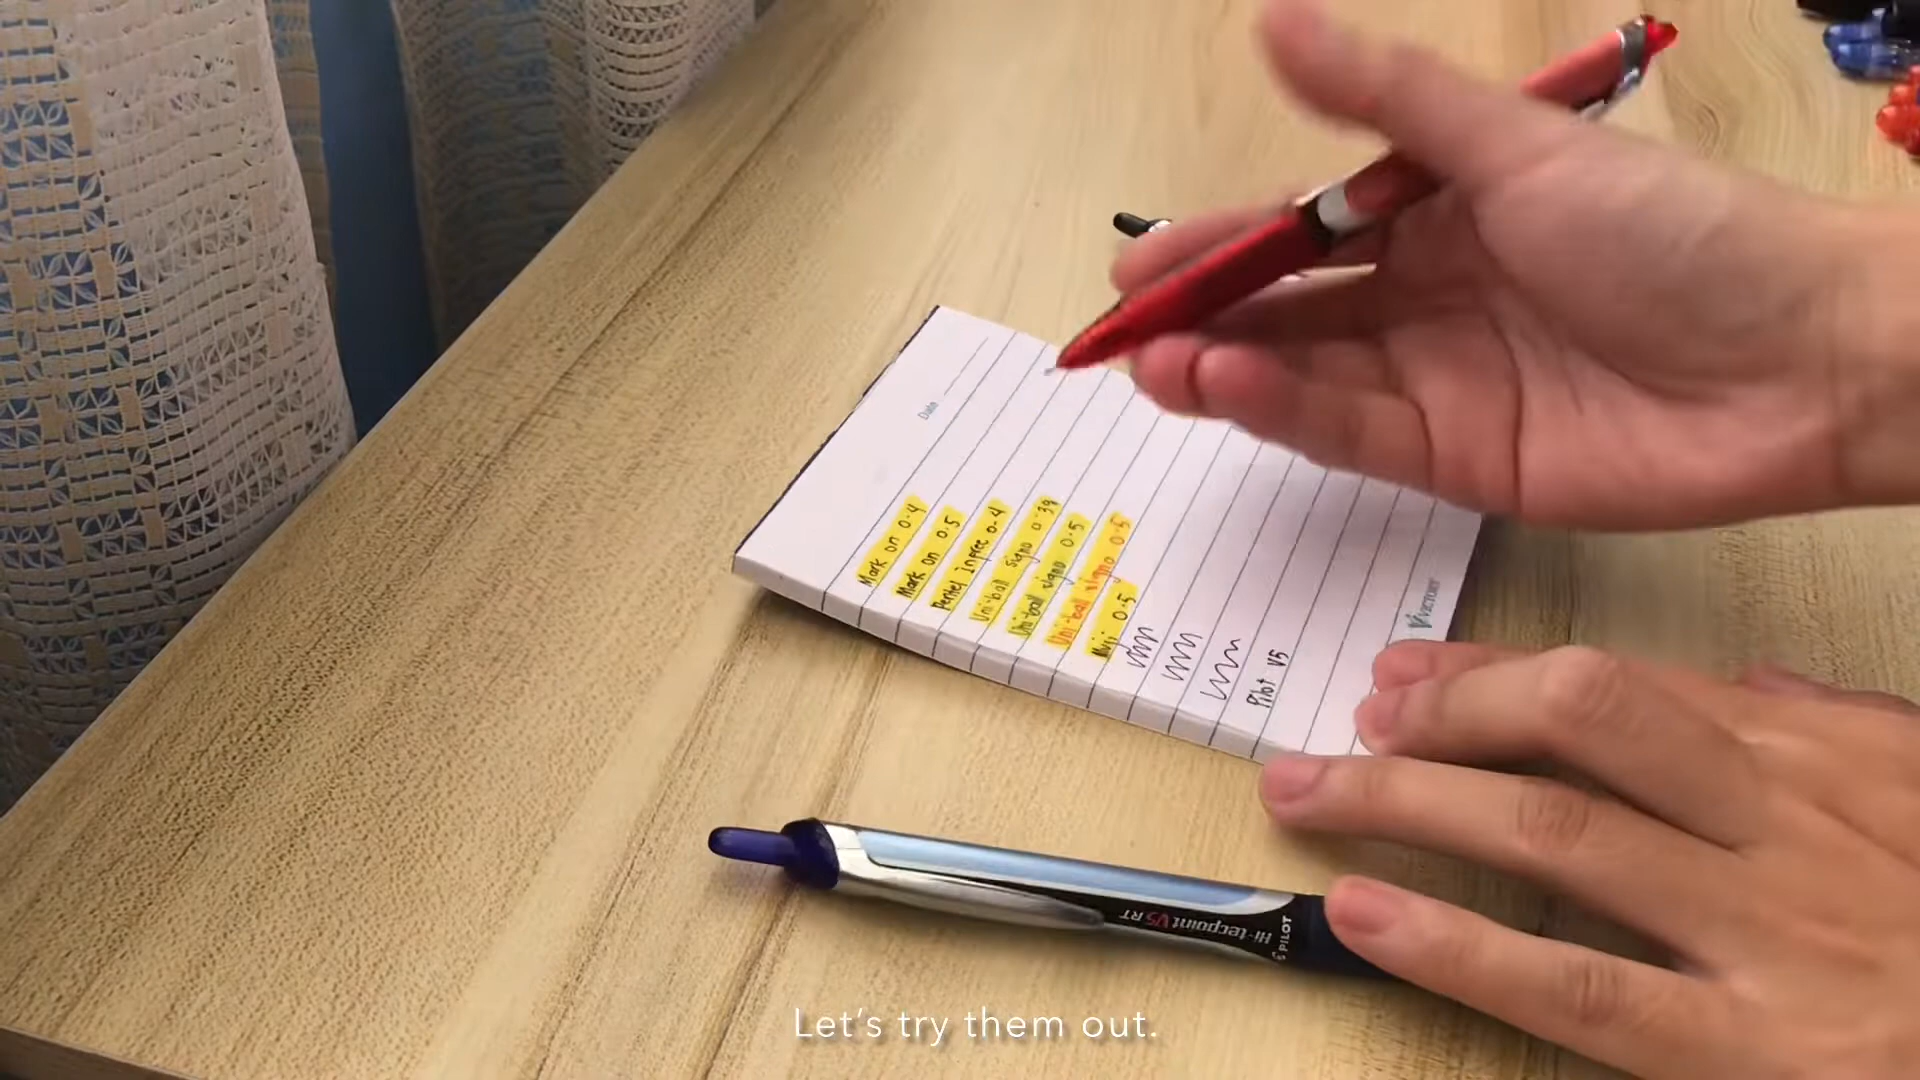 Date
Mark on 0.4
Mark on 0.5
Pentel Infree 0.4
Uni-ball signo 0.38
Uni-ball signo 0.5
Uni-ball signo 0.5
Muji 0.5
Pilot V5
VICTORY
Hi-tecpoint V5 RT
PILOT
Let's try them out.